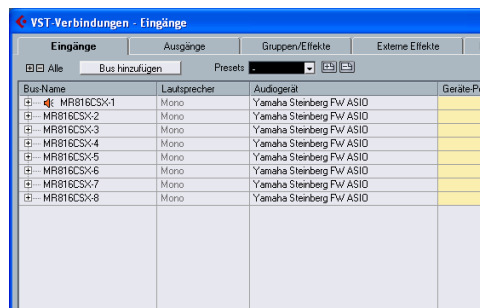 VST-Verbindungen - Eingänge
Eingänge Ausgänge Gruppen/Effekte Externe Effekte
Alle Bus hinzufügen Presets -
Bus-Name Lautsprecher Audiogerät Geräte-Po
MR816CSX-1 Mono Yamaha Steinberg FW ASIO
MR816CSX-2 Mono Yamaha Steinberg FW ASIO
MR816CSX-3 Mono Yamaha Steinberg FW ASIO
MR816CSX-4 Mono Yamaha Steinberg FW ASIO
MR816CSX-5 Mono Yamaha Steinberg FW ASIO
MR816CSX-6 Mono Yamaha Steinberg FW ASIO
MR816CSX-7 Mono Yamaha Steinberg FW ASIO
MR816CSX-8 Mono Yamaha Steinberg FW ASIO